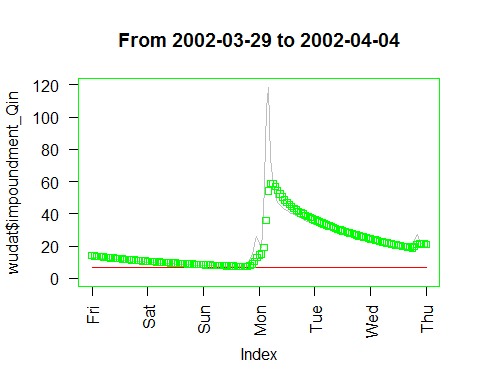 From 2002-03-29 to 2002-04-04
wudat$impoundment_Qin
120
100
80
60
40
20
0
Fri
Sat
Sun
Mon
Tue
Wed
Thu
Index